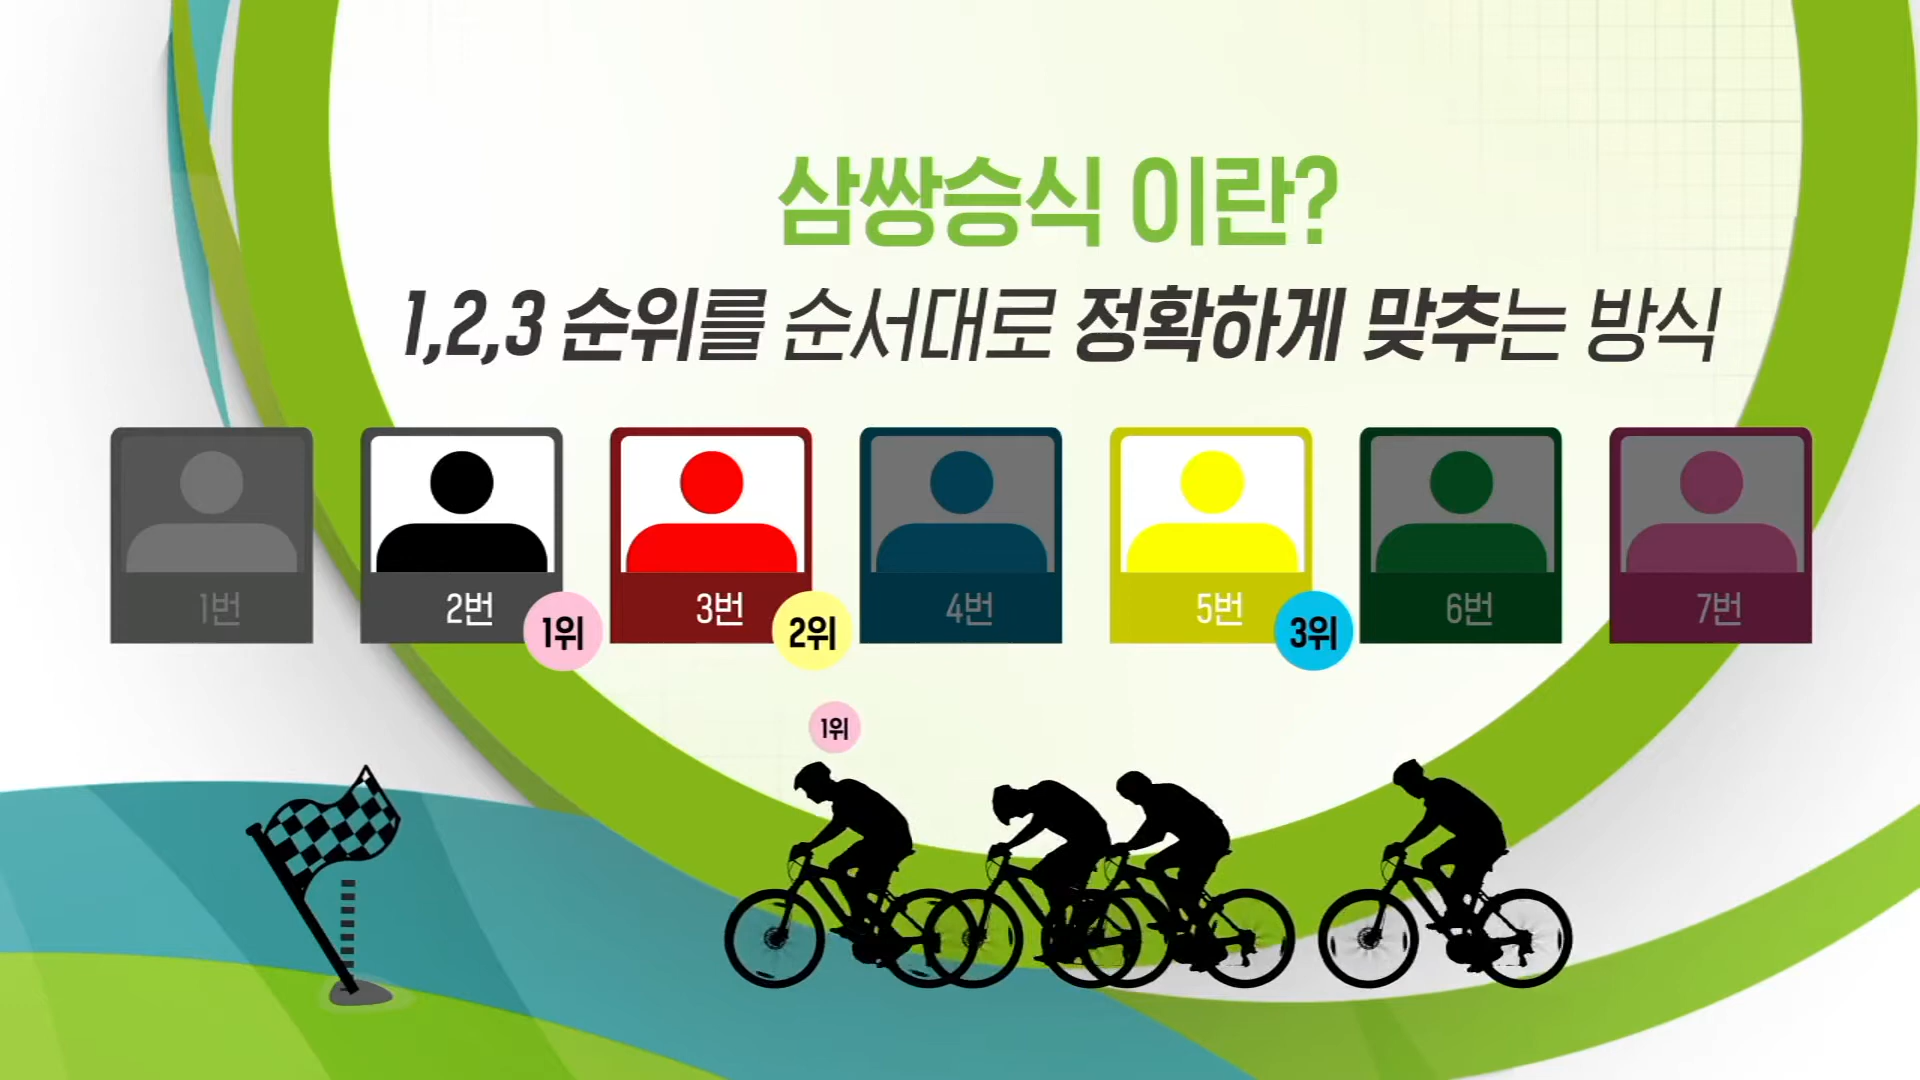 삼쌍승식 이란?
1,2,3 순위를 순서대로 정확하게 맞추는 방식
1번
2번
3번
4번
5번
6번
7번
1위
2위
3위
1위